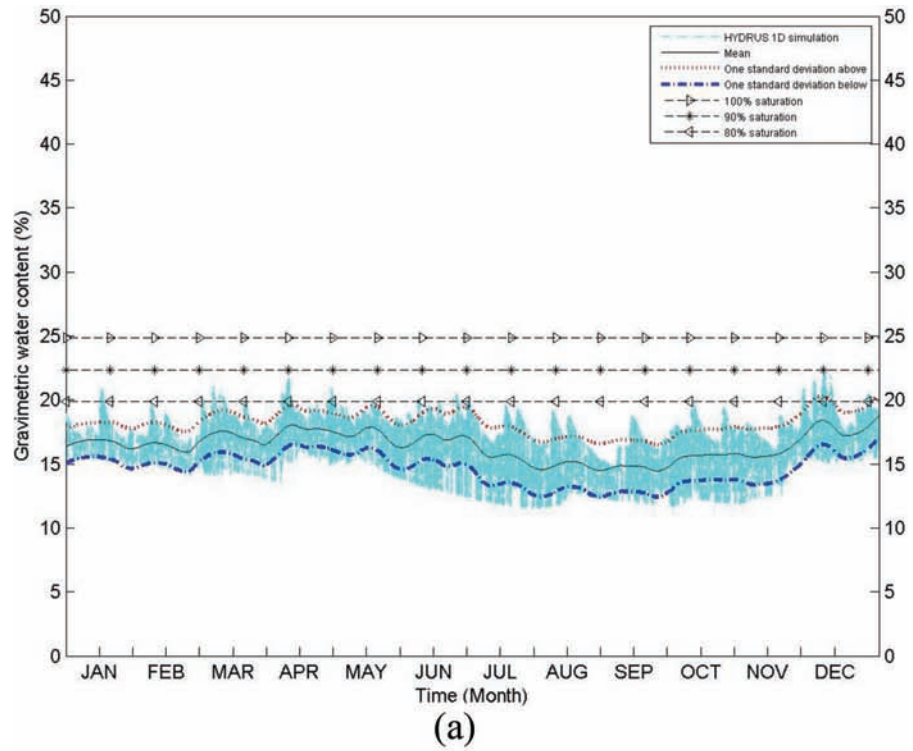 50
45
40
35
30
25
20
15
10
5
0
50
45
40
35
30
25
20
15
10
5
0
Gravimetric water content (%)
HYDRUS 1D simulation
Mean
One standard deviation above
One standard deviation below
100% saturation
90% saturation
80% saturation
JAN FEB MAR APR MAY JUN JUL AUG SEP OCT NOV DEC
Time (Month)
(a)